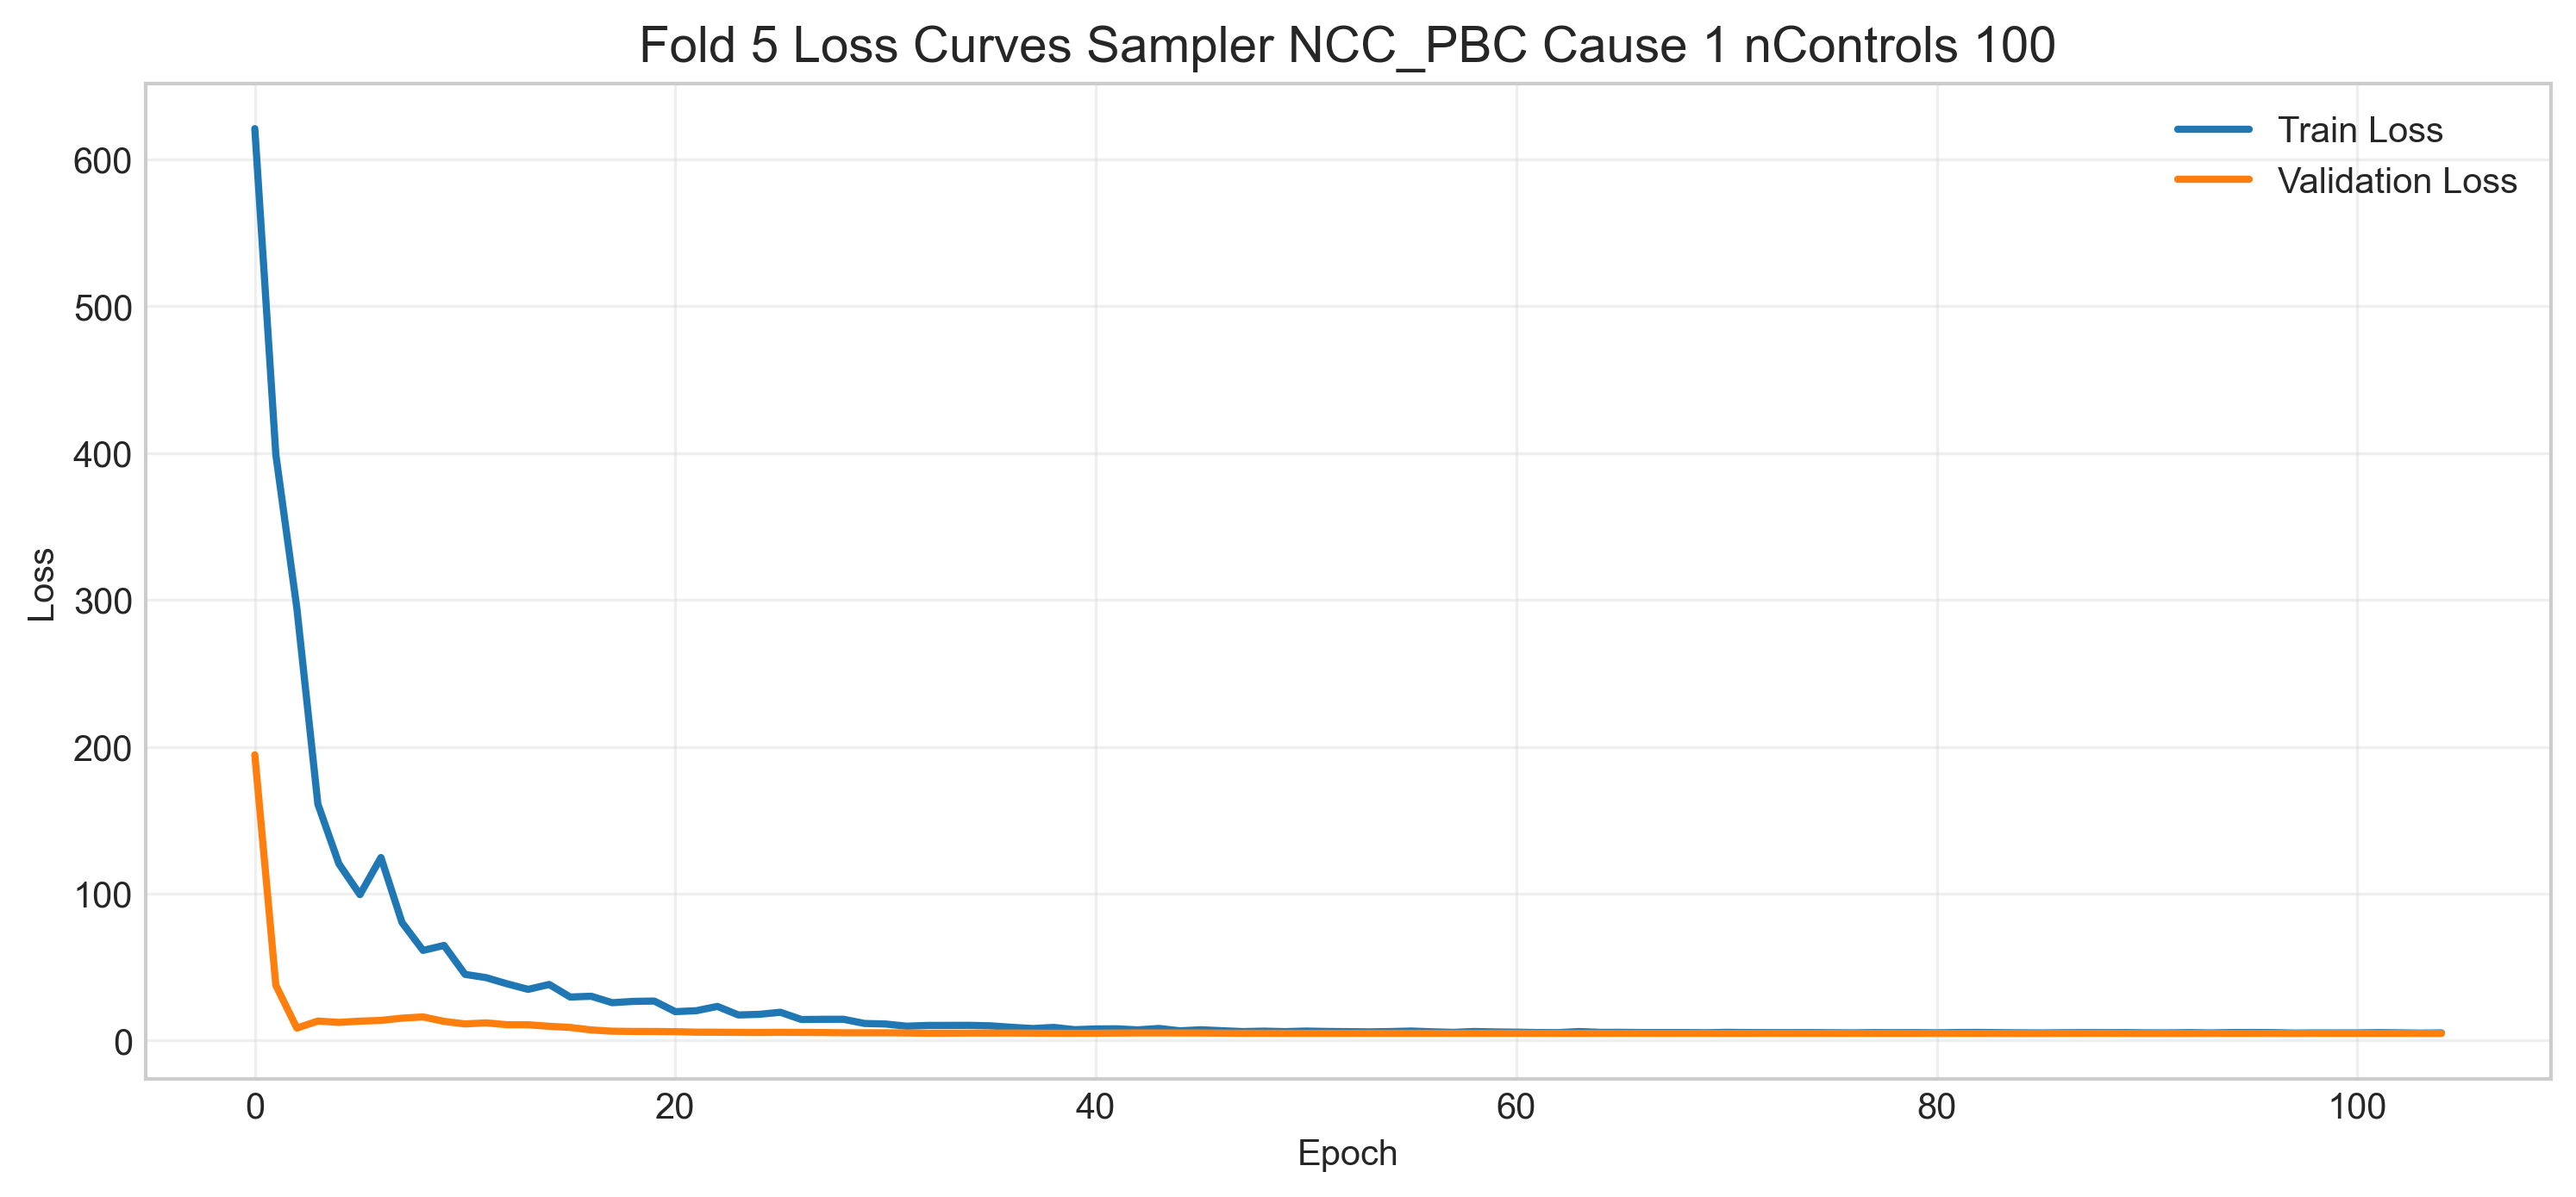 Fold 5 Loss Curves Sampler NCC_PBC Cause 1 nControls 100
Train Loss
Validation Loss
600
500
400
300
200
100
0
Loss
0 20 40 60 80 100
Epoch